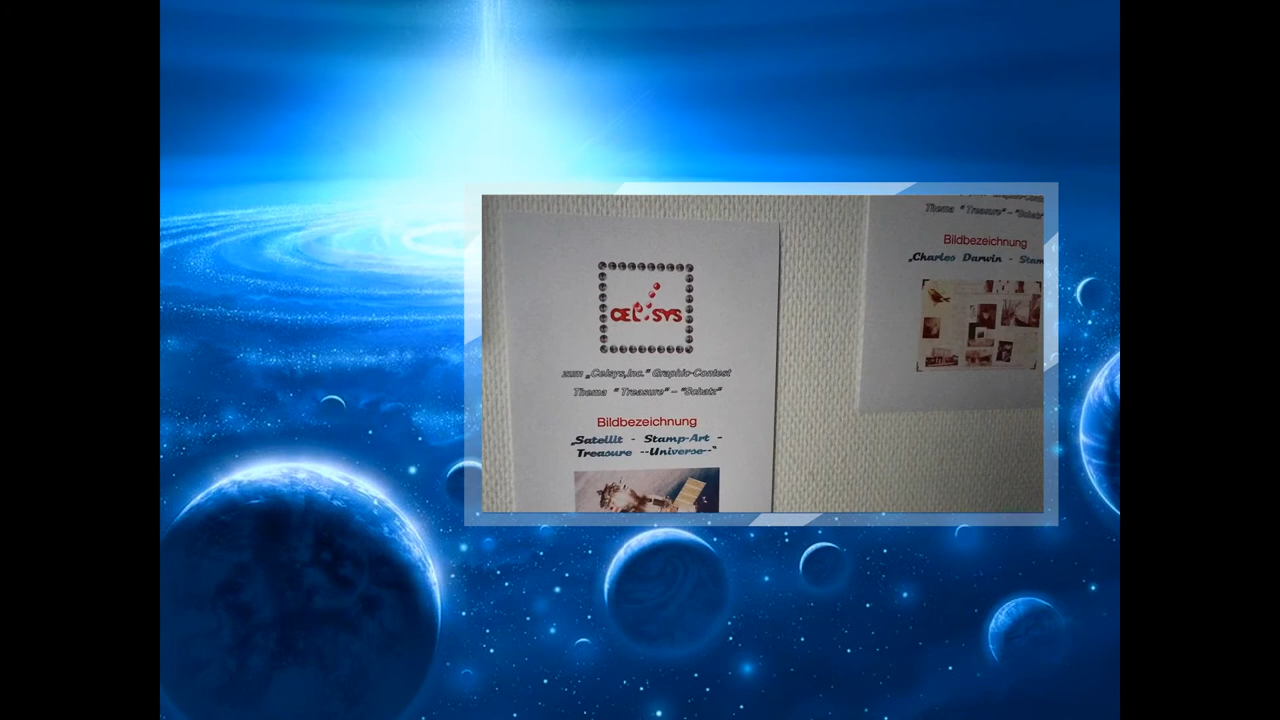 CELSYS
zum „Celsys,Inc." Graphic-Contest
Thema " Treasure" – "Schatz"
Bildbezeichnung
„Satellit - Stamp-Art -
Treasure --Universe--"
Thema " Treasure" – "Schatz"
Bildbezeichnung
„Charles Darwin - Stam